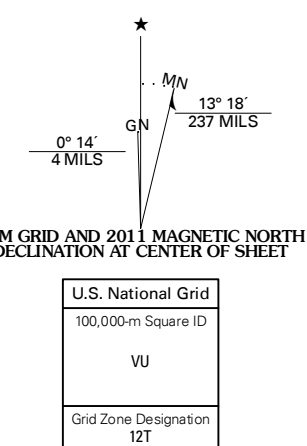 ★
MN
GN
13° 18´
237 MILS
0° 14´
4 MILS
M GRID AND 2011 MAGNETIC NORTH
DECLINATION AT CENTER OF SHEET
U.S. National Grid
100,000-m Square ID
VU
Grid Zone Designation
12T